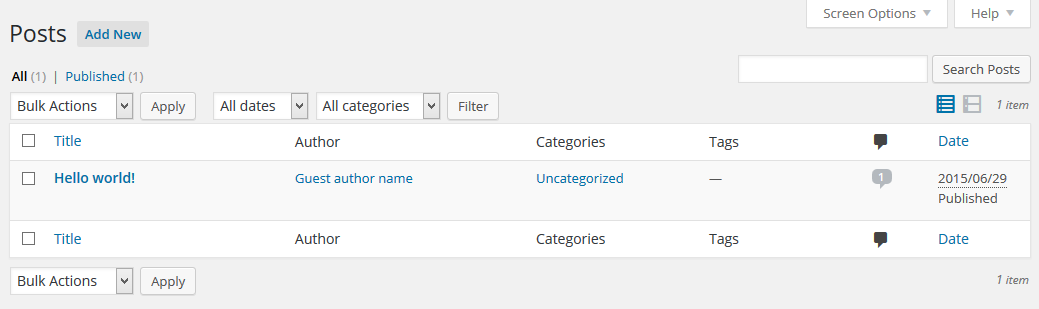 Screen Options Help
Posts Add New
All (1) | Published (1)
Search Posts
Bulk Actions Apply All dates All categories Filter 1 item
Title Author Categories Tags Date
Hello world! Guest author name Uncategorized — 1 2015/06/29
Published
Title Author Categories Tags Date
Bulk Actions Apply 1 item